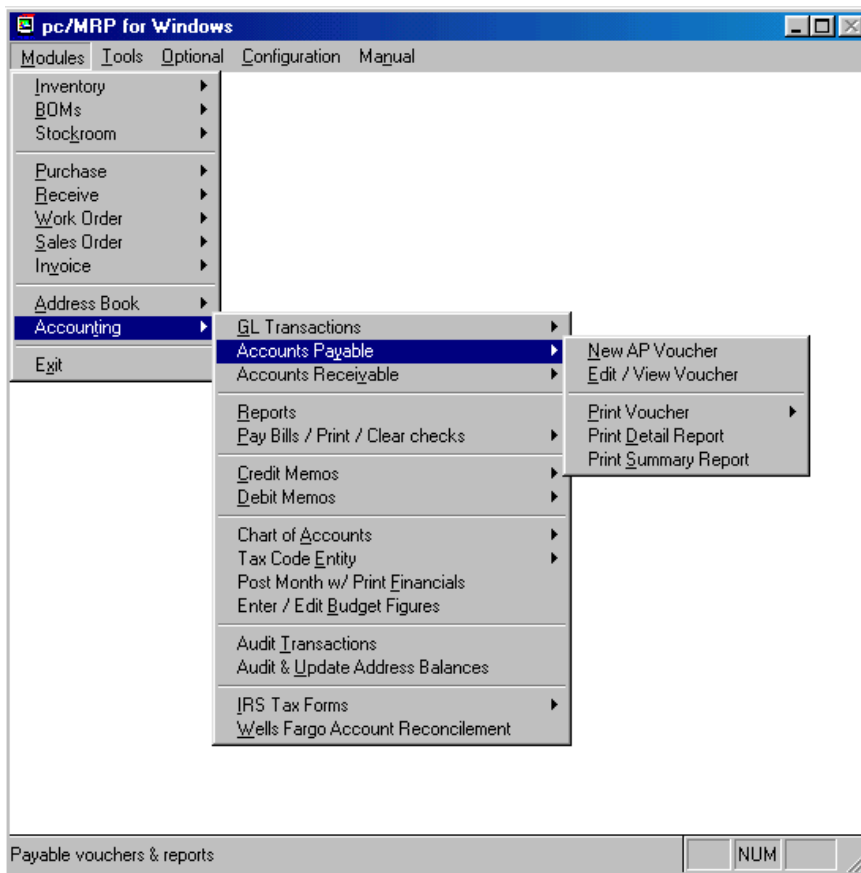 pc/MRP for Windows
Modules Tools Optional Configuration Manual
Inventory
BOMs
Stockroom
Purchase
Receive
Work Order
Sales Order
Invoice
Address Book
Accounting
Exit
GL Transactions
Accounts Payable
Accounts Receivable
Reports
Pay Bills / Print / Clear checks
Credit Memos
Debit Memos
Chart of Accounts
Tax Code Entity
Post Month w/ Print Financials
Enter / Edit Budget Figures
Audit Transactions
Audit & Update Address Balances
IRS Tax Forms
Wells Fargo Account Reconcilement
New AP Voucher
Edit / View Voucher
Print Voucher
Print Detail Report
Print Summary Report
Payable vouchers & reports
NUM